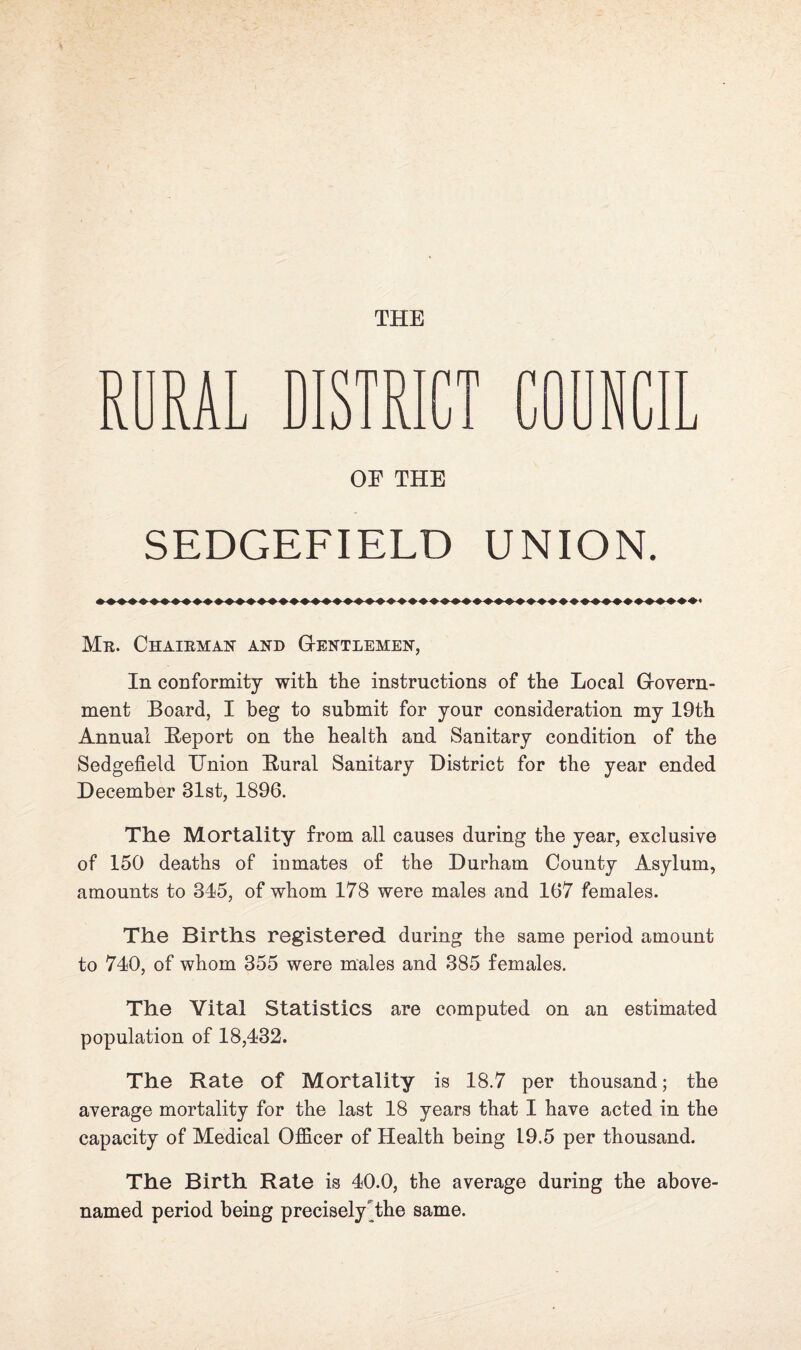 THE
RURAL DISTRICT COUNCIL
OF THE
SEDGEFIELD UNION.
Mr. Chairman and Gentlemen,
In conformity with the instructions of the Local Govern-
ment Board, I beg to submit for your consideration my 19th
Annual Report on the health and Sanitary condition of the
Sedgefield Union Rural Sanitary District for the year ended
December 31st, 1896.
The Mortality from all causes during the year, exclusive
of 150 deaths of inmates of the Durham County Asylum,
amounts to 345, of whom 178 were males and 167 females.
The Births registered during the same period amount
to 740, of whom 355 were males and 385 females.
The Vital Statistics are computed on an estimated
population of 18,432.
The Rate of Mortality is 18.7 per thousand; the
average mortality for the last 18 years that I have acted in the
capacity of Medical Officer of Health being 19.5 per thousand.
The Birth Rate is 40.0, the average during the above-
named period being precisely the same.